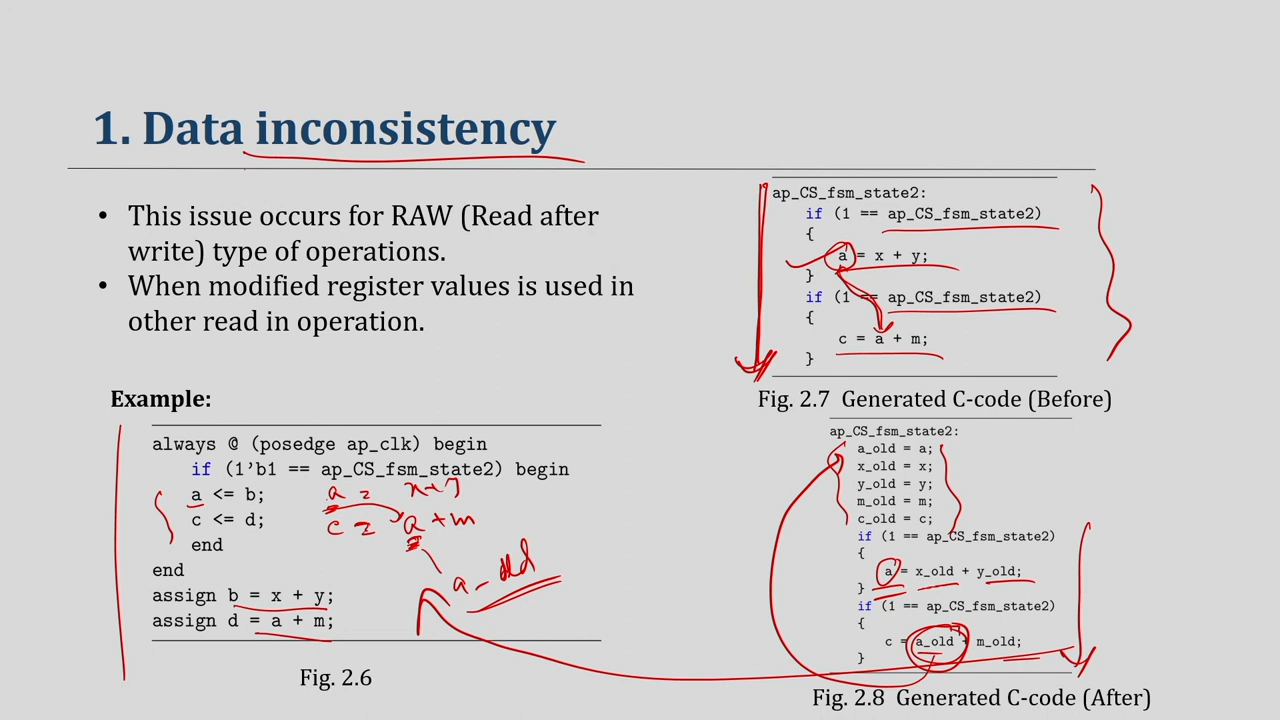 1. Data inconsistency
• This issue occurs for RAW (Read after
write) type of operations.
• When modified register values is used in
other read in operation.
Example:
always @ (posedge ap_clk) begin
if (1'b1 == ap_CS_fsm_state2) begin
a <= b;
c <= d;
end
end
assign b = x + y;
assign d = a + m;
Fig. 2.6
a = x+y
c = a+m
a_old
ap_CS_fsm_state2:
if (1 == ap_CS_fsm_state2)
{
a = x + y;
}
if (1 == ap_CS_fsm_state2)
{
c = a + m;
}
Fig. 2.7 Generated C-code (Before)
ap_CS_fsm_state2:
a_old = a;
x_old = x;
y_old = y;
m_old = m;
c_old = c;
if (1 == ap_CS_fsm_state2)
{
a = x_old + y_old;
}
if (1 == ap_CS_fsm_state2)
{
c = a_old + m_old;
}
Fig. 2.8 Generated C-code (After)